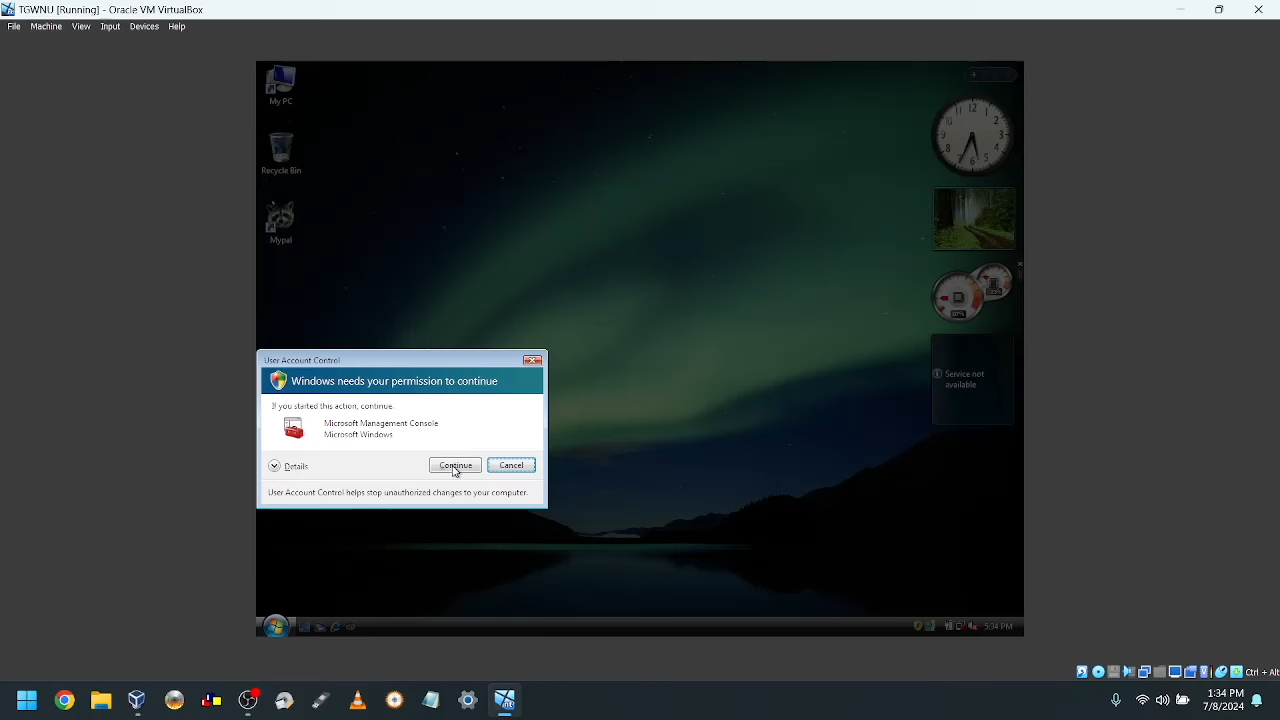 TGWNU [Running] - Oracle VM VirtualBox
File Machine View Input Devices Help
My PC
Recycle Bin
Mypal
Service not
available
User Account Control
Windows needs your permission to continue
If you started this action, continue.
Microsoft Management Console
Microsoft Windows
Details
Continue
Cancel
User Account Control helps stop unauthorized changes to your computer.
5:34 PM
Ctrl + Alt
1:34 PM
7/8/2024